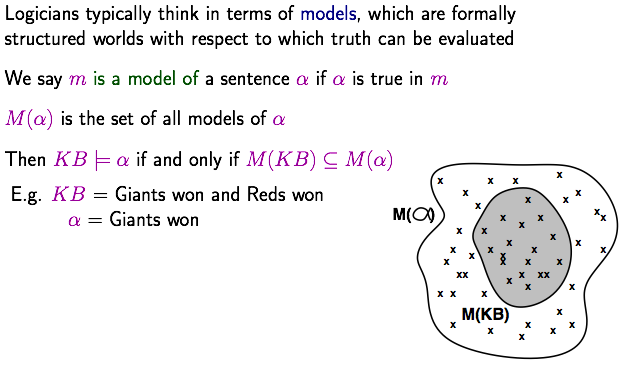 Logicians typically think in terms of models, which are formally
structured worlds with respect to which truth can be evaluated
We say m is a model of a sentence α if α is true in m
M(α) is the set of all models of α
Then KB ⊨ α if and only if M(KB) ⊆ M(α)
E.g. KB = Giants won and Reds won
α = Giants won
M(α)
M(KB)